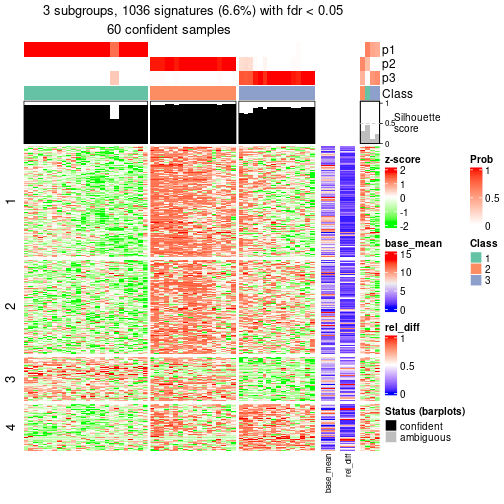 3 subgroups, 1036 signatures (6.6%) with fdr < 0.05
60 confident samples
p1
p2
p3
Class
1
0.5
0
Silhouette
score
1
2
3
4
base_mean
rel_diff
z-score
2
1
0
-1
-2
base_mean
15
10
5
0
rel_diff
1
0.5
0
Status (barplots)
confident
ambiguous
Prob
1
0.5
0
Class
1
2
3